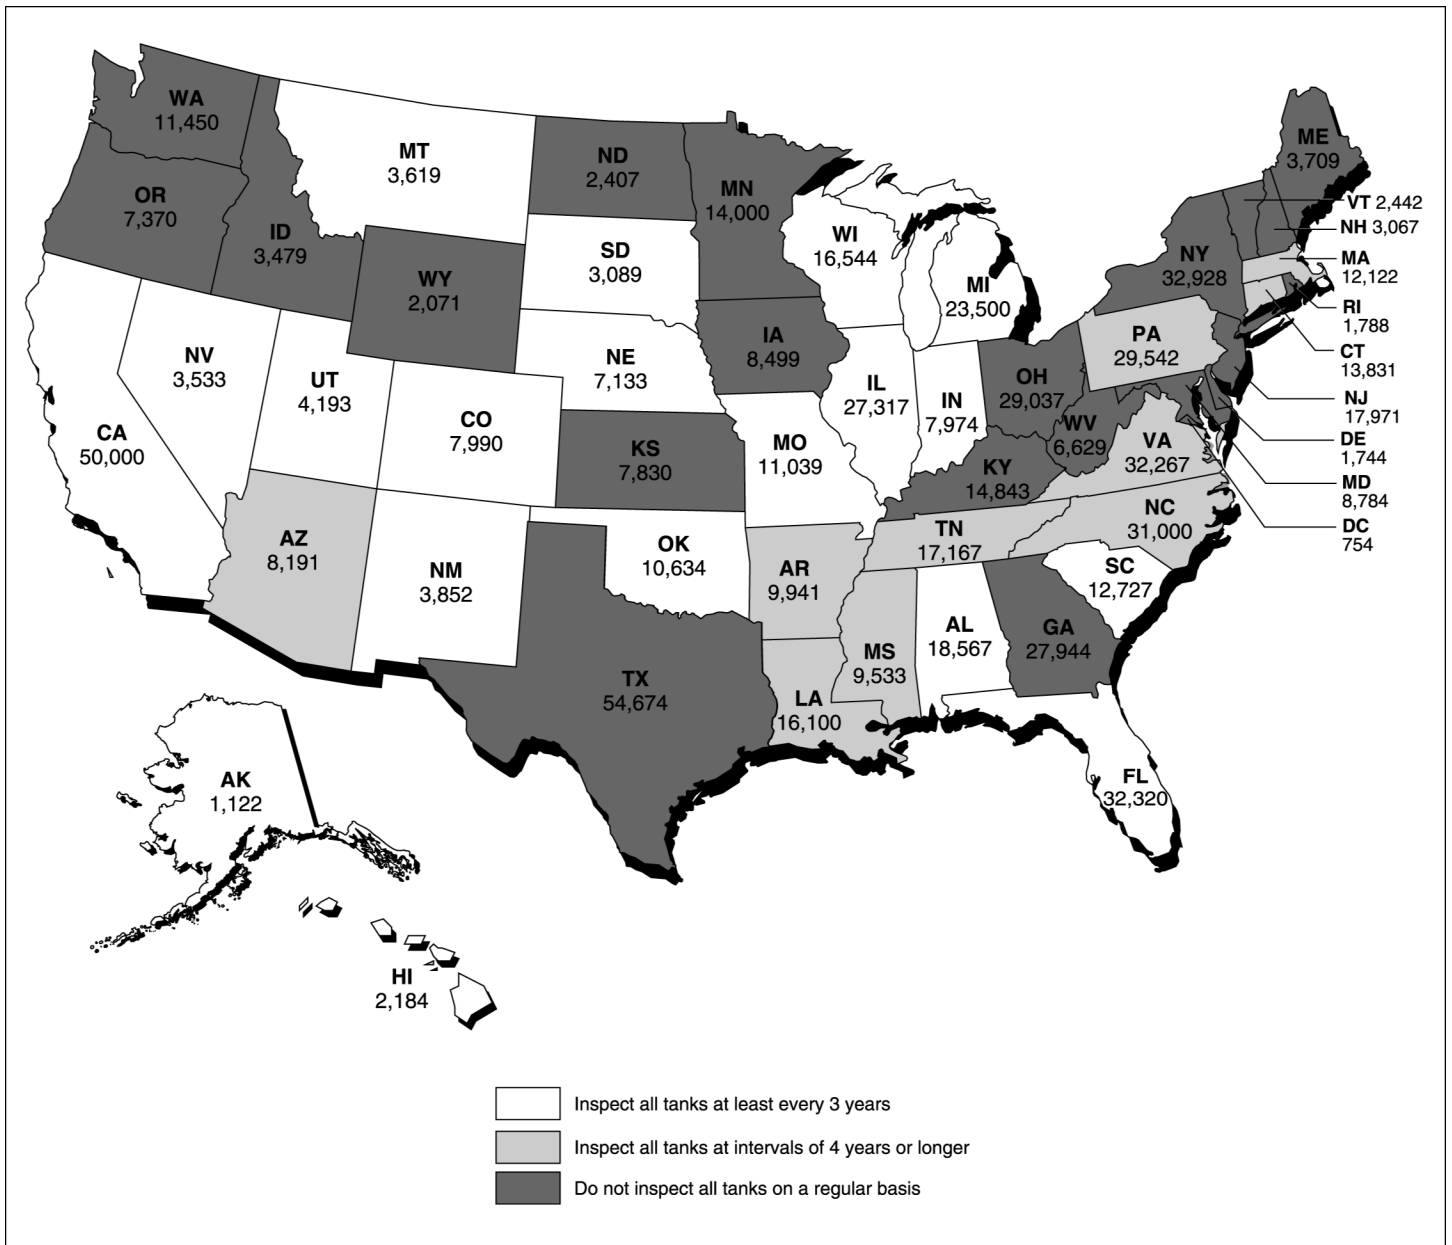 WA
11,450
MT
3,619
ND
2,407
MN
14,000
ME
3,709
OR
7,370
ID
3,479
WY
2,071
SD
3,089
WI
16,544
MI
23,500
NY
32,928
VT 2,442
NH 3,067
MA
12,122
RI
1,788
CT
13,831
NJ
17,971
DE
1,744
MD
8,784
DC
754
NV
3,533
UT
4,193
CO
7,990
NE
7,133
IA
8,499
IL
27,317
IN
7,974
OH
29,037
PA
29,542
WV
6,629
VA
32,267
CA
50,000
KS
7,830
MO
11,039
KY
14,843
NC
31,000
TN
17,167
AZ
8,191
NM
3,852
OK
10,634
AR
9,941
SC
12,727
MS
9,533
AL
18,567
GA
27,944
TX
54,674
LA
16,100
FL
32,320
AK
1,122
HI
2,184
Inspect all tanks at least every 3 years
Inspect all tanks at intervals of 4 years or longer
Do not inspect all tanks on a regular basis